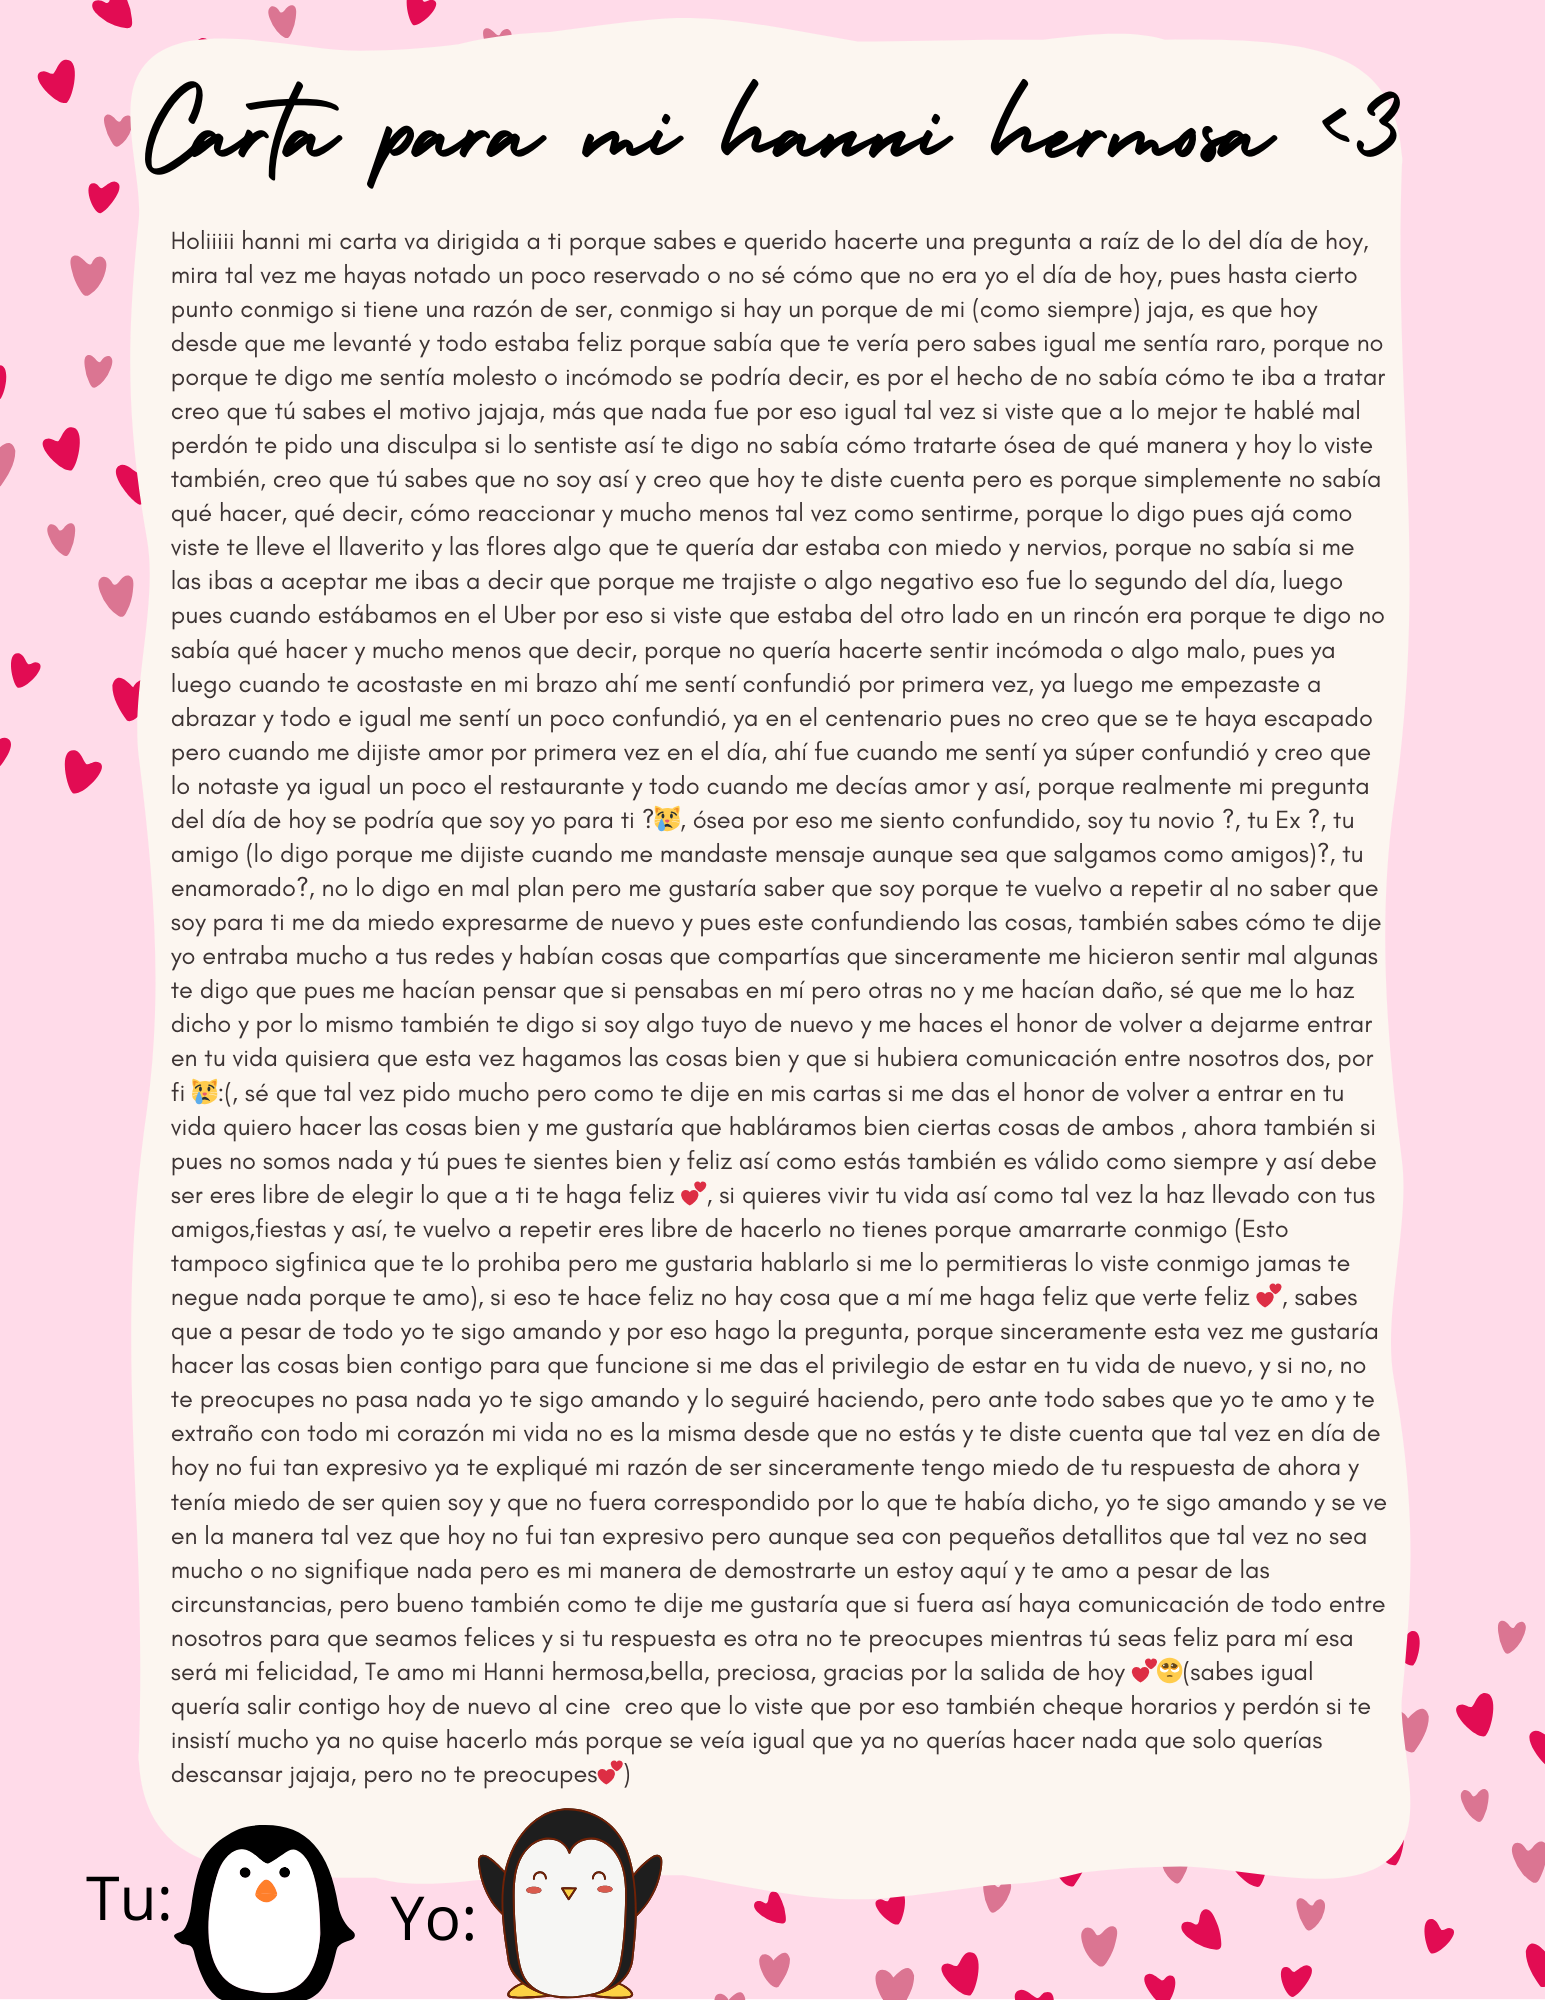 Carta para mi hanni hermosa <3
Holiiiii hanni mi carta va dirigida a ti porque sabes e querido hacerte una pregunta a raíz de lo del día de hoy,
mira tal vez me hayas notado un poco reservado o no sé cómo que no era yo el día de hoy, pues hasta cierto
punto conmigo si tiene una razón de ser, conmigo si hay un porque de mi (como siempre) jaja, es que hoy
desde que me levanté y todo estaba feliz porque sabía que te vería pero sabes igual me sentía raro, porque no
porque te digo me sentía molesto o incómodo se podría decir, es por el hecho de no sabía cómo te iba a tratar
creo que tú sabes el motivo jajaja, más que nada fue por eso igual tal vez si viste que a lo mejor te hablé mal
perdón te pido una disculpa si lo sentiste así te digo no sabía cómo tratarte ósea de qué manera y hoy lo viste
también, creo que tú sabes que no soy así y creo que hoy te diste cuenta pero es porque simplemente no sabía
qué hacer, qué decir, cómo reaccionar y mucho menos tal vez como sentirme, porque lo digo pues ajá como
viste te lleve el llaverito y las flores algo que te quería dar estaba con miedo y nervios, porque no sabía si me
las ibas a aceptar me ibas a decir que porque me trajiste o algo negativo eso fue lo segundo del día, luego
pues cuando estábamos en el Uber por eso si viste que estaba del otro lado en un rincón era porque te digo no
sabía qué hacer y mucho menos que decir, porque no quería hacerte sentir incómoda o algo malo, pues ya
luego cuando te acostaste en mi brazo ahí me sentí confundió por primera vez, ya luego me empezaste a
abrazar y todo e igual me sentí un poco confundió, ya en el centenario pues no creo que se te haya escapado
pero cuando me dijiste amor por primera vez en el día, ahí fue cuando me sentí ya súper confundió y creo que
lo notaste ya igual un poco el restaurante y todo cuando me decías amor y así, porque realmente mi pregunta
del día de hoy se podría que soy yo para ti ?😿, ósea por eso me siento confundido, soy tu novio ?, tu Ex ?, tu
amigo (lo digo porque me dijiste cuando me mandaste mensaje aunque sea que salgamos como amigos)?, tu
enamorado?, no lo digo en mal plan pero me gustaría saber que soy porque te vuelvo a repetir al no saber que
soy para ti me da miedo expresarme de nuevo y pues este confundiendo las cosas, también sabes cómo te dije
yo entraba mucho a tus redes y habían cosas que compartías que sinceramente me hicieron sentir mal algunas
te digo que pues me hacían pensar que si pensabas en mí pero otras no y me hacían daño, sé que me lo haz
dicho y por lo mismo también te digo si soy algo tuyo de nuevo y me haces el honor de volver a dejarme entrar
en tu vida quisiera que esta vez hagamos las cosas bien y que si hubiera comunicación entre nosotros dos, por
fi 😿:(, sé que tal vez pido mucho pero como te dije en mis cartas si me das el honor de volver a entrar en tu
vida quiero hacer las cosas bien y me gustaría que habláramos bien ciertas cosas de ambos , ahora también si
pues no somos nada y tú pues te sientes bien y feliz así como estás también es válido como siempre y así debe
ser eres libre de elegir lo que a ti te haga feliz 💕, si quieres vivir tu vida así como tal vez la haz llevado con tus
amigos,fiestas y así, te vuelvo a repetir eres libre de hacerlo no tienes porque amarrarte conmigo (Esto
tampoco sigfinica que te lo prohiba pero me gustaria hablarlo si me lo permitieras lo viste conmigo jamas te
negue nada porque te amo), si eso te hace feliz no hay cosa que a mí me haga feliz que verte feliz 💕, sabes
que a pesar de todo yo te sigo amando y por eso hago la pregunta, porque sinceramente esta vez me gustaría
hacer las cosas bien contigo para que funcione si me das el privilegio de estar en tu vida de nuevo, y si no, no
te preocupes no pasa nada yo te sigo amando y lo seguiré haciendo, pero ante todo sabes que yo te amo y te
extraño con todo mi corazón mi vida no es la misma desde que no estás y te diste cuenta que tal vez en día de
hoy no fui tan expresivo ya te expliqué mi razón de ser sinceramente tengo miedo de tu respuesta de ahora y
tenía miedo de ser quien soy y que no fuera correspondido por lo que te había dicho, yo te sigo amando y se ve
en la manera tal vez que hoy no fui tan expresivo pero aunque sea con pequeños detallitos que tal vez no sea
mucho o no signifique nada pero es mi manera de demostrarte un estoy aquí y te amo a pesar de las
circunstancias, pero bueno también como te dije me gustaría que si fuera así haya comunicación de todo entre
nosotros para que seamos felices y si tu respuesta es otra no te preocupes mientras tú seas feliz para mí esa
será mi felicidad, Te amo mi Hanni hermosa,bella, preciosa, gracias por la salida de hoy 💕🥺(sabes igual
quería salir contigo hoy de nuevo al cine  creo que lo viste que por eso también cheque horarios y perdón si te
insistí mucho ya no quise hacerlo más porque se veía igual que ya no querías hacer nada que solo querías
descansar jajaja, pero no te preocupes💕)
Tu:
Yo: